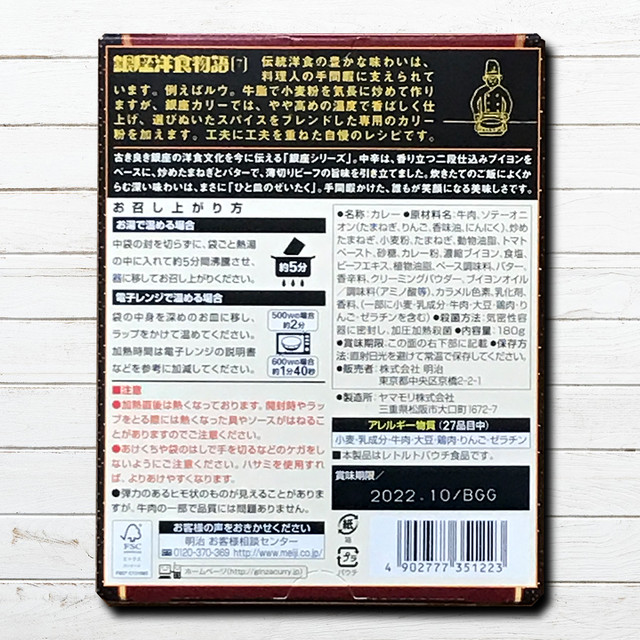 銀座洋食物語[7]
伝統洋食の豊かな味わいは、
料理人の手間暇に支えられて
います。例えばルウ。牛脂で小麦粉を気長に炒めて作り
ますが、銀座カリーでは、やや高めの温度で香ばしく仕
上げ、選びぬいたスパイスをブレンドした専用のカリー
粉を加えます。工夫に工夫を重ねた自慢のレシピです。
古き良き銀座の洋食文化を今に伝える「銀座シリーズ」。中辛は、香り立つ二段仕込みブイヨンを
ベースに、炒めたまねぎとバターで、薄切りビーフの旨味を引き立てました。炊きたてのご飯によくか
らむ深い味わいは、まさに「ひと皿のぜいたく」。手間暇かけた、誰もが笑顔になる美味しさです。
お召し上がり方
お湯で温める場合
中袋の封を切らずに、袋ごと熱湯
の中に入れて約5分間沸騰させ、
器に移してお召し上がりください。
約5分
電子レンジで温める場合
袋の中身を深めのお皿に移し、
ラップをかけて温めてください。
加熱時間は電子レンジの説明書
などを参考に加減してください。
500Wの場合
約2分
600Wの場合
約1分40秒
■注意
●加熱直後は熱くなっております。開封時やラッ
プをとる際には熱くなった具やソースがはねるこ
とがありますのでご注意ください。
●あけくちや袋のはしで手を切るなどのケガをし
ないようにご注意ください。ハサミを使用すれ
ば、よりあけやすくなります。
●弾力のあるヒモ状のものが見えることがありま
すが、牛肉の一部で品質には問題ありません。
FSC
お客様の声をおきかせください
明治 お客様相談センター
0120-370-369 http://www.meiji.co.jp/
ホームページ(http://ginzacurry.jp/)
●名称:カレー ●原材料名:牛肉、ソテーオニ
オン(たまねぎ、りんご、香味油、にんにく)、炒め
たまねぎ、小麦粉、たまねぎ、動物油脂、トマト
ペースト、砂糖、カレー粉、濃縮ブイヨン、食塩、
ビーフエキス、植物油脂、ベース調味料、バター、
香辛料、クリーミングパウダー、ブイヨンオイル
/調味料(アミノ酸等)、カラメル色素、乳化剤、
香料、(一部に小麦・乳成分・牛肉・大豆・鶏肉・りん
ご・ゼラチンを含む) ●殺菌方法:気密性容
器に密封し、加圧加熱殺菌 ●内容量:180g
●賞味期限:この面の右下部に記載 ●保存
方法:直射日光を避けて常温で保存してください。
●販売者:株式会社 明治
東京都中央区京橋2-2-1
●製造所:ヤマモリ株式会社
三重県松阪市大口町1672-7
アレルギー物質(27品目中)
小麦・乳成分・牛肉・大豆・鶏肉・りんご・ゼラチン
■本製品はレトルトパウチ食品です。
賞味期限/
2022.10/BGG
紙
箱
プラ
パウチ
4 902777 351223